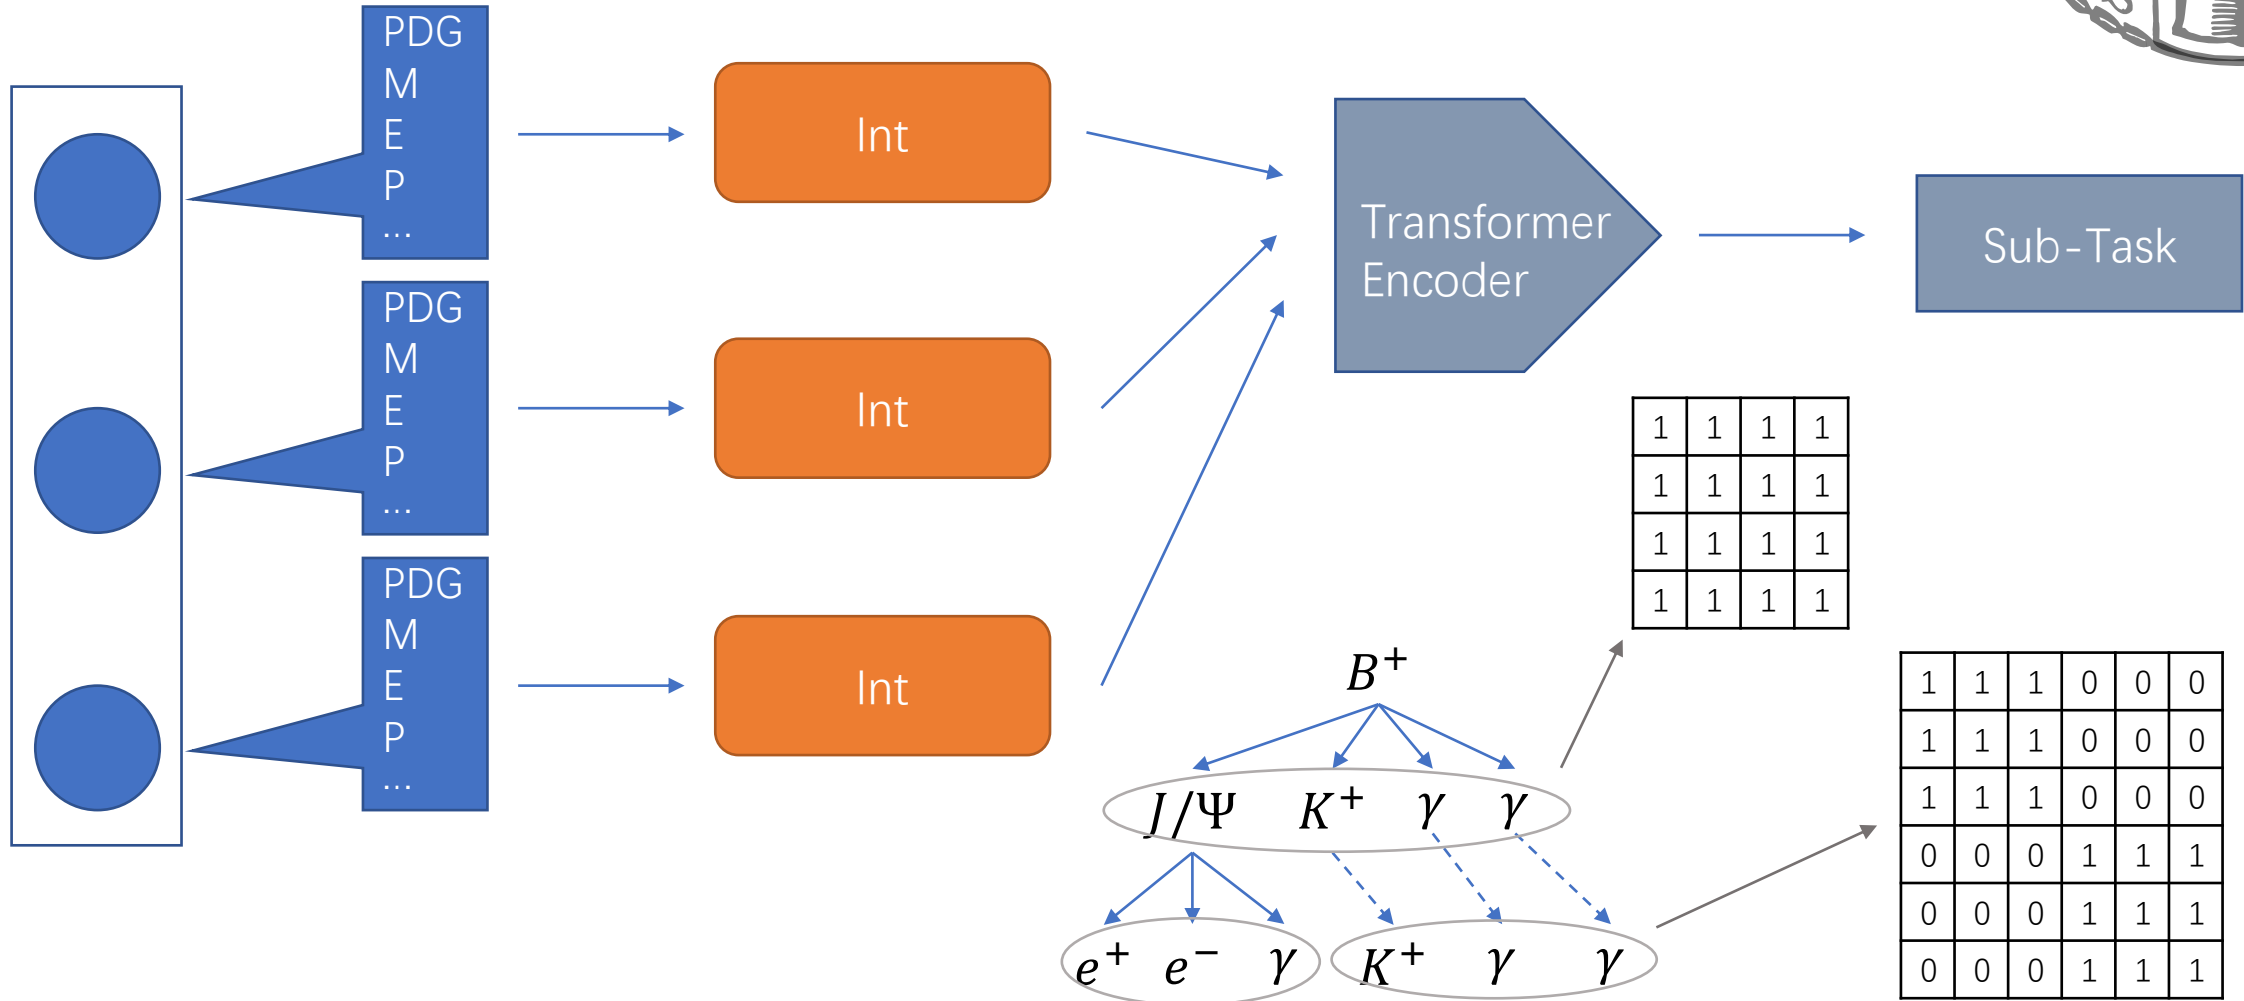 PDG
M
E
P
...
Int
PDG
M
E
P
...
Int
PDG
M
E
P
...
Int
Transformer
Encoder
Sub-Task
1 1 1 1
1 1 1 1
1 1 1 1
1 1 1 1
B⁺
J/Ψ K⁺ γ γ
e⁺ e⁻ γ K⁺ γ γ
1 1 1 0 0 0
1 1 1 0 0 0
1 1 1 0 0 0
0 0 0 1 1 1
0 0 0 1 1 1
0 0 0 1 1 1